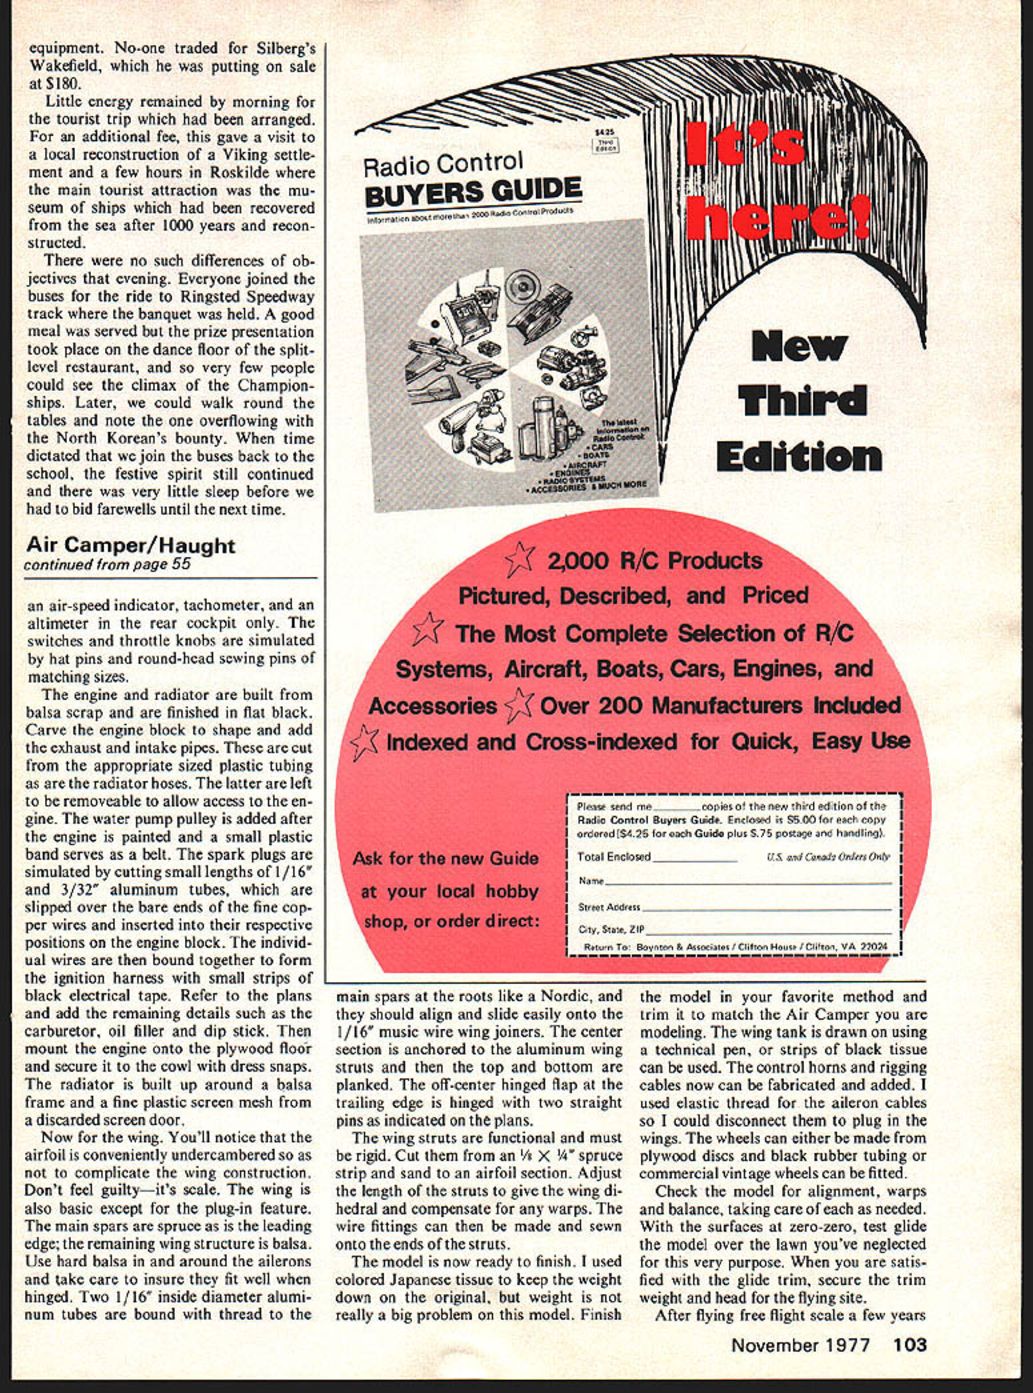 equipment. No-one traded for Silberg's
Wakefield, which he was putting on sale
at $180.
Little energy remained by morning for
the tourist trip which had been arranged.
For an additional fee, this gave a visit to
a local reconstruction of a Viking settle-
ment and a few hours in Roskilde where
the main tourist attraction was the mu-
seum of ships which had been recovered
from the sea after 1000 years and recon-
structed.
There were no such differences of ob-
jectives that evening. Everyone joined the
buses for the ride to Ringsted Speedway
track where the banquet was held. A good
meal was served but the prize presentation
took place on the dance floor of the split-
level restaurant, and so very few people
could see the climax of the Champion-
ships. Later, we could walk round the
tables and note the one overflowing with
the North Korean's bounty. When time
dictated that we join the buses back to the
school, the festive spirit still continued
and there was very little sleep before we
had to bid farewells until the next time.
Air Camper/Haught
continued from page 55
an air-speed indicator, tachometer, and an
altimeter in the rear cockpit only. The
switches and throttle knobs are simulated
by hat pins and round-head sewing pins of
matching sizes.
The engine and radiator are built from
balsa scrap and are finished in flat black.
Carve the engine block to shape and add
the exhaust and intake pipes. These are cut
from the appropriate sized plastic tubing
as are the radiator hoses. The latter are left
to be removeable to allow access to the en-
gine. The water pump pulley is added after
the engine is painted and a small plastic
band serves as a belt. The spark plugs are
simulated by cutting small lengths of 1/16"
and 3/32" aluminum tubes, which are
slipped over the bare ends of the fine cop-
per wires and inserted into their respective
positions on the engine block. The individ-
ual wires are then bound together to form
the ignition harness with small strips of
black electrical tape. Refer to the plans
and add the remaining details such as the
carburetor, oil filler and dip stick. Then
mount the engine onto the plywood floor
and secure it to the cowl with dress snaps.
The radiator is built up around a balsa
frame and a fine plastic screen mesh from
a discarded screen door.
Now for the wing. You'll notice that the
airfoil is conveniently undercambered so as
not to complicate the wing construction.
Don't feel guilty—it's scale. The wing is
also basic except for the plug-in feature.
The main spars are spruce as is the leading
edge; the remaining wing structure is balsa.
Use hard balsa in and around the ailerons
and take care to insure they fit well when
hinged. Two 1/16" inside diameter alumi-
num tubes are bound with thread to the
$4.25
Third
Edition
Radio Control
BUYERS GUIDE
Information about more than 2000 Radio Control Products
The latest
Information on
Radio Control:
• CARS
• BOATS
• AIRCRAFT
• ENGINES
• RADIO SYSTEMS
• ACCESSORIES & MUCH MORE
It's
here!
New
Third
Edition
2,000 R/C Products
Pictured, Described, and Priced
The Most Complete Selection of R/C
Systems, Aircraft, Boats, Cars, Engines, and
Accessories ☆ Over 200 Manufacturers Included
☆ Indexed and Cross-indexed for Quick, Easy Use
Ask for the new Guide
at your local hobby
shop, or order direct:
Please send me ________ copies of the new third edition of the
Radio Control Buyers Guide. Enclosed is $5.00 for each copy
ordered [$4.25 for each Guide plus $.75 postage and handling].
Total Enclosed ________ U.S. and Canada Orders Only
Name ________
Street Address ________
City, State, ZIP ________
Return To: Boynton & Associates / Clifton House / Clifton, VA 22024
main spars at the roots like a Nordic, and
they should align and slide easily onto the
1/16" music wire wing joiners. The center
section is anchored to the aluminum wing
struts and then the top and bottom are
planked. The off-center hinged flap at the
trailing edge is hinged with two straight
pins as indicated on the plans.
The wing struts are functional and must
be rigid. Cut them from an ⅛ X ¼" spruce
strip and sand to an airfoil section. Adjust
the length of the struts to give the wing di-
hedral and compensate for any warps. The
wire fittings can then be made and sewn
onto the ends of the struts.
The model is now ready to finish. I used
colored Japanese tissue to keep the weight
down on the original, but weight is not
really a big problem on this model. Finish
the model in your favorite method and
trim it to match the Air Camper you are
modeling. The wing tank is drawn on using
a technical pen, or strips of black tissue
can be used. The control horns and rigging
cables now can be fabricated and added. I
used elastic thread for the aileron cables
so I could disconnect them to plug in the
wings. The wheels can either be made from
plywood discs and black rubber tubing or
commercial vintage wheels can be fitted.
Check the model for alignment, warps
and balance, taking care of each as needed.
With the surfaces at zero-zero, test glide
the model over the lawn you've neglected
for this very purpose. When you are satis-
fied with the glide trim, secure the trim
weight and head for the flying site.
After flying free flight scale a few years
November 1977 103